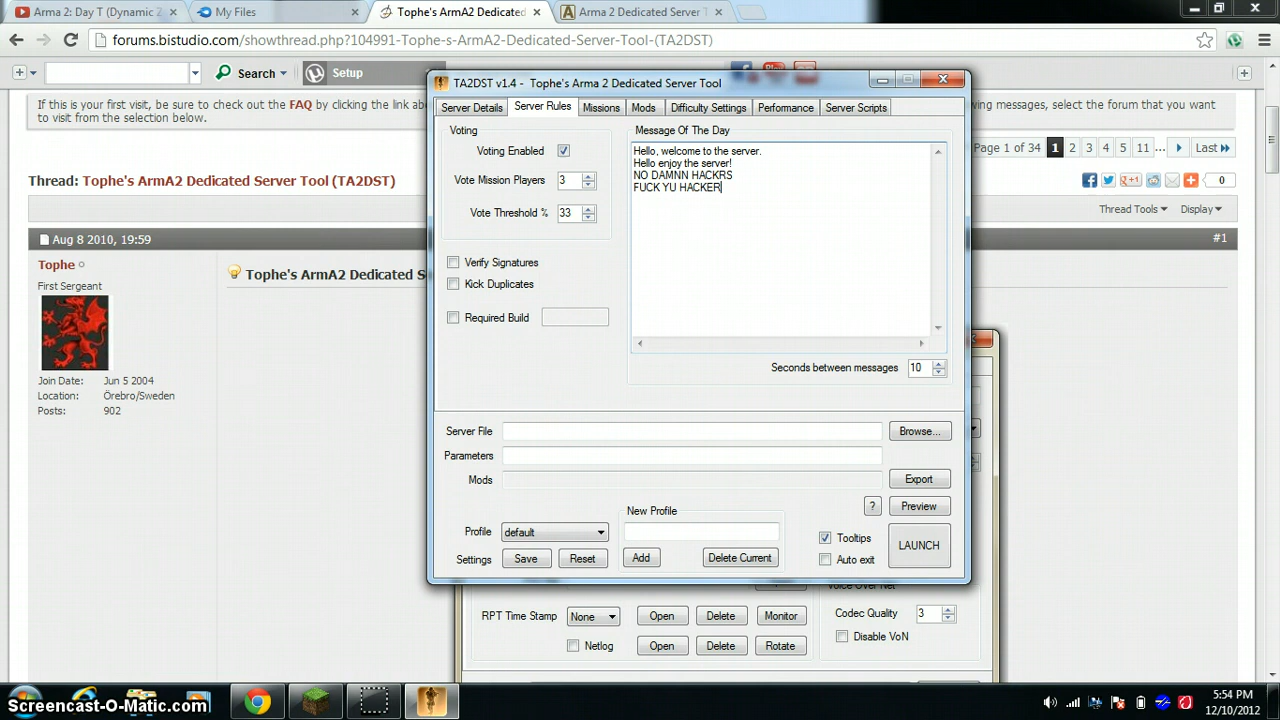 Arma 2: Day T (Dynamic Z
My Files
Tophe's ArmA2 Dedicated
Arma 2 Dedicated Server T
forums.bistudio.com/showthread.php?104991-Tophe-s-ArmA2-Dedicated-Server-Tool-(TA2DST)
Search
Setup
If this is your first visit, be sure to check out the FAQ by clicking the link abo
to visit from the selection below.
wing messages, select the forum that you want
Page 1 of 34 1 2 3 4 5 11 ... Last
Thread: Tophe's ArmA2 Dedicated Server Tool (TA2DST)
0
Thread Tools
Display
Aug 8 2010, 19:59
#1
Tophe
First Sergeant
Tophe's ArmA2 Dedicated S
Join Date: Jun 5 2004
Location: Örebro/Sweden
Posts: 902
TA2DST v1.4 - Tophe's Arma 2 Dedicated Server Tool
Server Details
Server Rules
Missions
Mods
Difficulty Settings
Performance
Server Scripts
Voting
Voting Enabled
Vote Mission Players 3
Vote Threshold % 33
Verify Signatures
Kick Duplicates
Required Build
Message Of The Day
Hello, welcome to the server.
Hello enjoy the server!
NO DAMNN HACKRS
FUCK YU HACKER
Seconds between messages 10
Server File
Browse...
Parameters
Mods
Export
? Preview
New Profile
Profile default
Tooltips
LAUNCH
Settings Save Reset
Add
Delete Current
Auto exit
Voice Over Net
RPT Time Stamp None Open Delete Monitor
Codec Quality 3
Netlog Open Delete Rotate
Disable VoN
Screencast-O-Matic.com
5:54 PM
12/10/2012